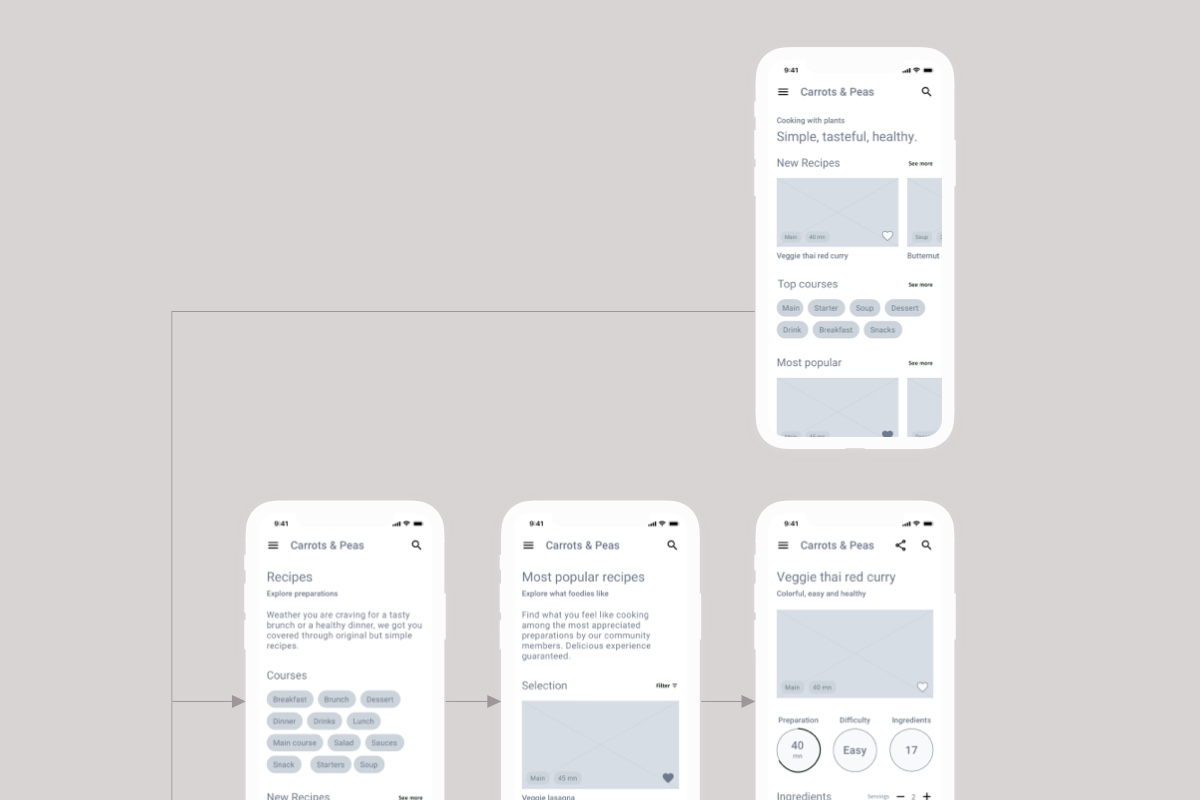 9:41
Carrots & Peas
Cooking with plants
Simple, tasteful, healthy.
New Recipes See more
Main 40 mn Soup
Veggie thai red curry Butternut
Top courses See more
Main Starter Soup Dessert
Drink Breakfast Snacks
Most popular See more
9:41
Carrots & Peas
Recipes
Explore preparations
Weather you are craving for a tasty
brunch or a healthy dinner, we got you
covered through original but simple
recipes.
Courses
Breakfast Brunch Dessert
Dinner Drinks Lunch
Main course Salad Sauces
Snack Starters Soup
New Recipes See more
9:41
Carrots & Peas
Most popular recipes
Explore what foodies like
Find what you feel like cooking
among the most appreciated
preparations by our community
members. Delicious experience
guaranteed.
Selection Filter
Main 45 mn
Veggie lasagna
9:41
Carrots & Peas
Veggie thai red curry
Colorful, easy and healthy
Main 40 mn
Preparation Difficulty Ingredients
40 mn Easy 17
Ingredients Servings 2